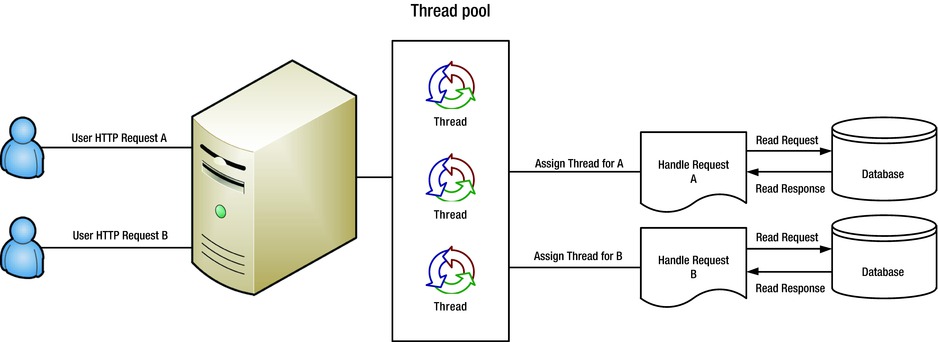 Thread pool
User HTTP Request A
User HTTP Request B
Thread
Thread
Thread
Assign Thread for A
Assign Thread for B
Handle Request
A
Read Request
Read Response
Database
Handle Request
B
Read Request
Read Response
Database